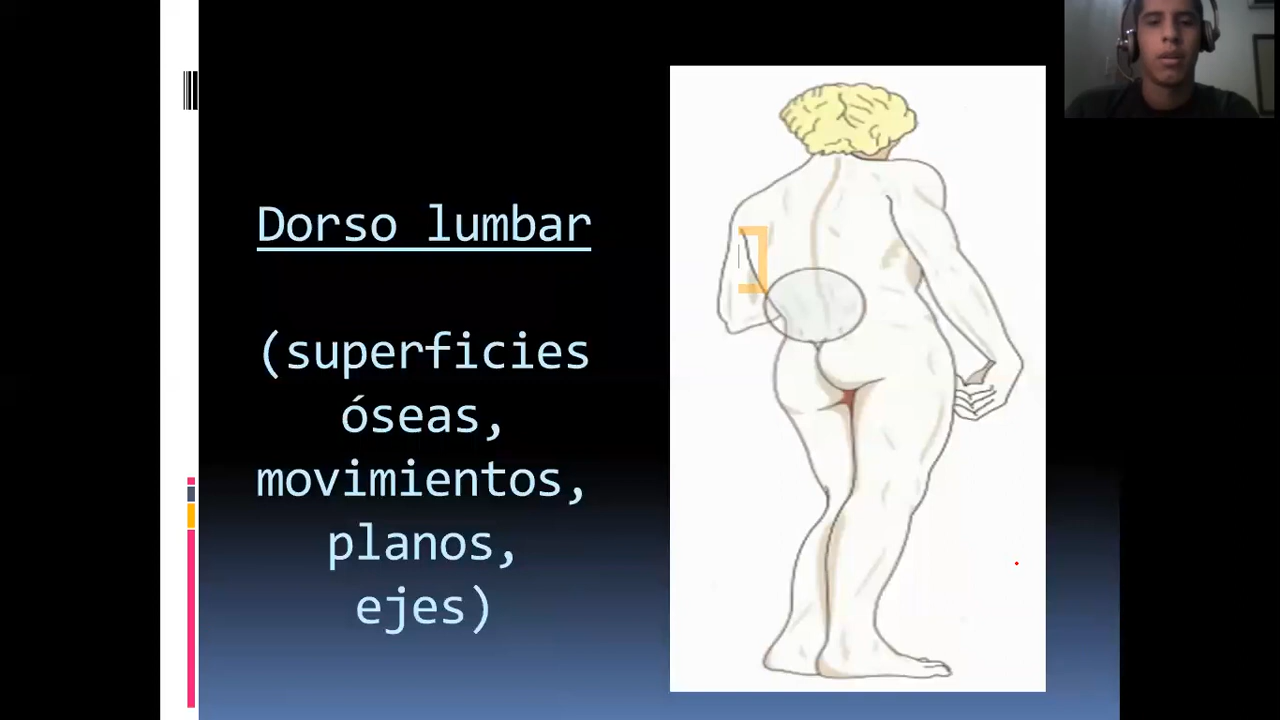 Dorso lumbar
(superficies
óseas,
movimientos,
planos,
ejes)